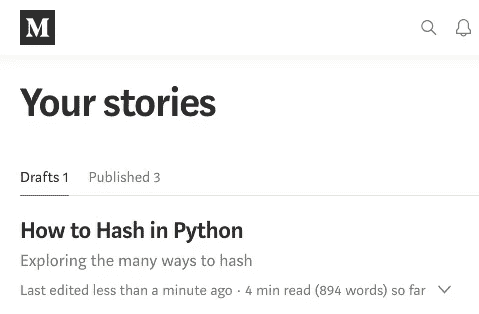 M
Your stories
Drafts 1 Published 3
How to Hash in Python
Exploring the many ways to hash
Last edited less than a minute ago · 4 min read (894 words) so far